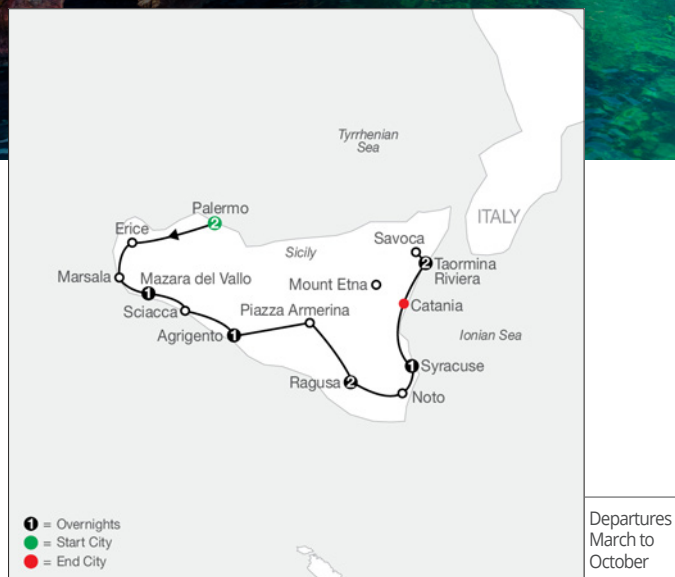 Tyrrhenian
Sea
Palermo
2
Erice
ITALY
Sicily
Savoca
2 Taormina
Riviera
Marsala
Mazara del Vallo
1
Mount Etna
Sciacca
Piazza Armerina
Catania
Agrigento 1
Ionian Sea
1 Syracuse
Ragusa 2
Noto
1 = Overnights
= Start City
= End City
Departures
March to
October